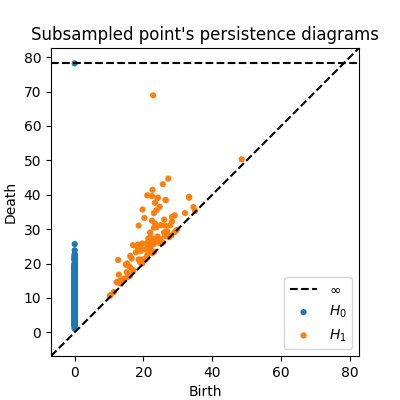 Subsampled point's persistence diagrams
80
70
60
50
40
30
20
10
0
Death
∞
H₀
H₁
0 20 40 60 80
Birth